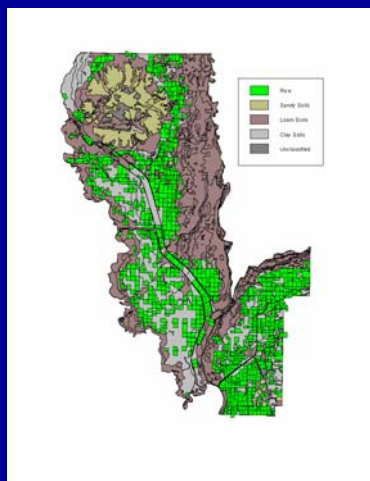 Rice
Sandy Soils
Loam Soils
Clay Soils
Unclassified